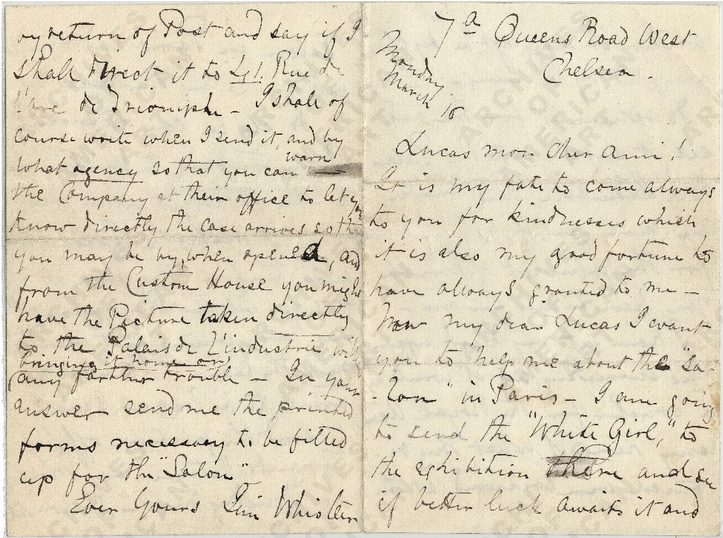 7a Queens Road West
Chelsea.
Monday
March 16
Lucas mon cher ami!
It is my fate to come always
to you for kindnesses which
it is also my good fortune to
have always granted to me —
Now my dear Lucas I want
you to help me about the "Sa-
-lon" in Paris — I am going
to send the "White Girl," to
the exhibition there and see
if better luck awaits it and
by return of Post and say if I
shall direct it to Rue de
l'Arc de Triomphe — I shall of
course write when I send it, and by
what agency so that you can warn
the Company at their office to let you
know directly the case arrives so that
you may be by, when opened, and
from the Custom House you might
have the Picture taken directly
to the Palais de L'industrie with
bringing it home or
any farther trouble — In your
answer send me the printed
forms necessary to be filled
up for the "Salon"
Ever Yours Jim Whistler